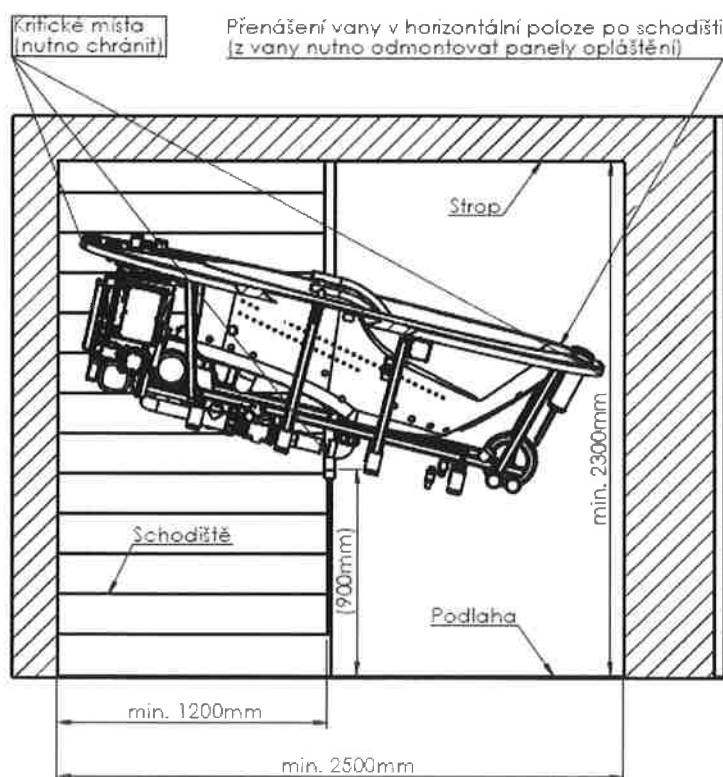 Kritické místa
(nutno chránit)
Přenášení vany v horizontální poloze po schodišti
(z vany nutno odmontovat panely opláštění)
Strop
min. 2300mm
Schodiště
(900mm)
Podlaha
min. 1200mm
min. 2500mm